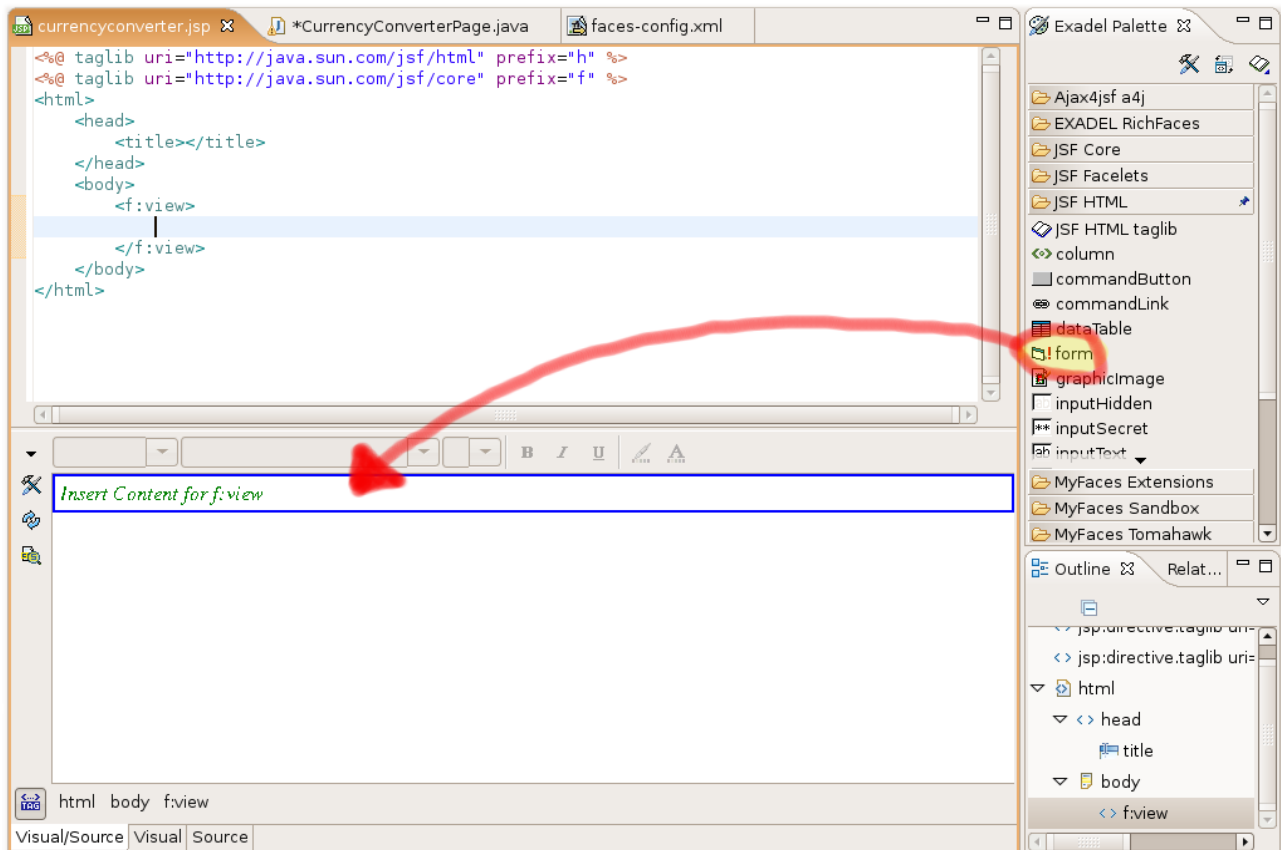 currencyconverter.jsp
*CurrencyConverterPage.java
faces-config.xml
<%@ taglib uri="http://java.sun.com/jsf/html" prefix="h" %>
<%@ taglib uri="http://java.sun.com/jsf/core" prefix="f" %>
<html>
<head>
<title></title>
</head>
<body>
<f:view>
</f:view>
</body>
</html>
B I U A
Insert Content for f:view
TAG
html body f:view
Visual/Source Visual Source
Exadel Palette
Ajax4jsf a4j
EXADEL RichFaces
JSF Core
JSF Facelets
JSF HTML
JSF HTML taglib
column
commandButton
commandLink
dataTable
form
graphicImage
inputHidden
inputSecret
inputText
MyFaces Extensions
MyFaces Sandbox
MyFaces Tomahawk
Outline Relat...
jsp:directive.taglib uri=
jsp:directive.taglib uri=
html
head
title
body
f:view